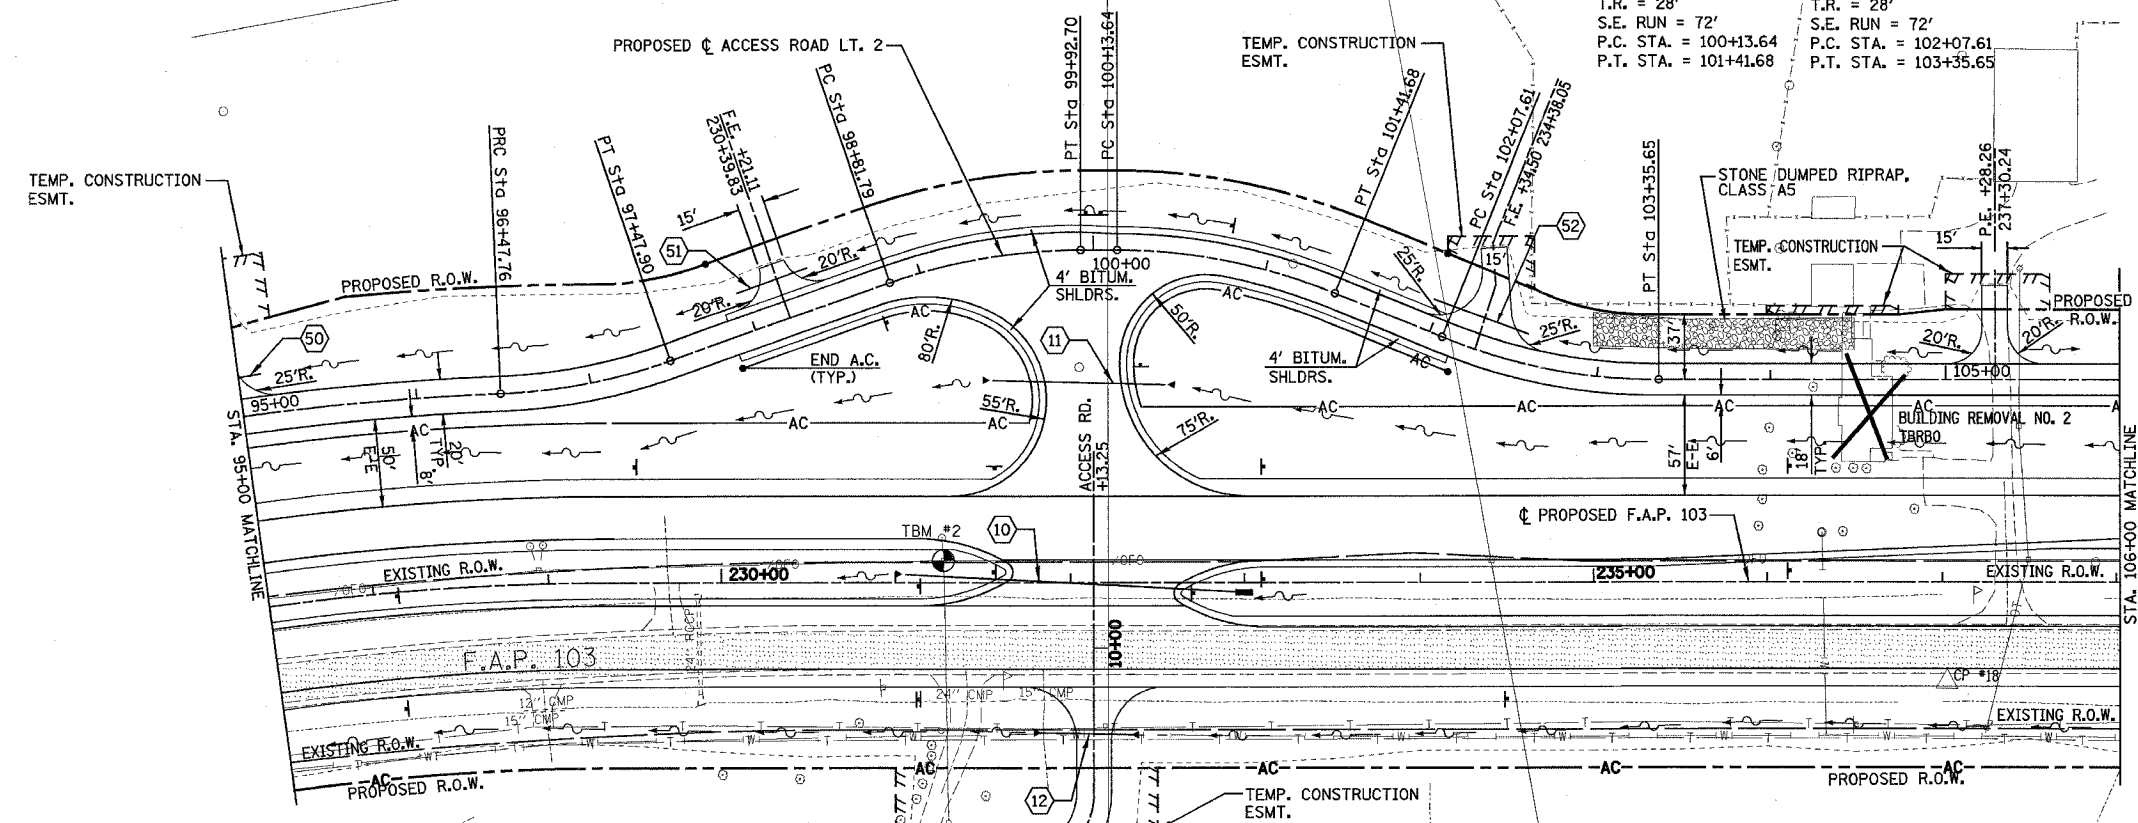 T.R. = 28'
S.E. RUN = 72'
P.C. STA. = 100+13.64
P.T. STA. = 101+41.68
T.R. = 28'
S.E. RUN = 72'
P.C. STA. = 102+07.61
P.T. STA. = 103+35.65
PROPOSED ℄ ACCESS ROAD LT. 2
TEMP. CONSTRUCTION
ESMT.
TEMP. CONSTRUCTION
ESMT.
PRC Sta 96+47.76
PT Sta 97+47.90
F.E. +21.11
230+39.83
PC Sta 98+81.79
PT Sta 99+92.70
PC Sta 100+13.64
PT Sta 101+41.68
PC Sta 102+07.61
F.E. +34.50 234+38.05
PT Sta 103+35.65
STONE DUMPED RIPRAP,
CLASS A5
P.E. +28.26
237+30.24
15'
51
20'R.
20'R.
52
25'R.
15'
25'R.
TEMP. CONSTRUCTION
ESMT.
15'
PROPOSED R.O.W.
PROPOSED
R.O.W.
100+00
4' BITUM.
SHLDRS.
50
25'R.
95+00
END A.C.
(TYP.)
80'R.
AC
AC
50'R.
11
4' BITUM.
SHLDRS.
AC
37'
20'R.
20'R.
105+00
STA. 95+00 MATCHLINE
AC
AC
AC
55'R.
75'R.
AC
AC
AC
AC
A
50'
E-E
20'
TYP.
8'
ACCESS RD.
+13.25
57'
E-E
6'
18'
TYP.
BUILDING REMOVAL NO. 2
TBRBO
STA. 106+00 MATCHLINE
TBM #2
10
℄ PROPOSED F.A.P. 103
EXISTING R.O.W.
230+00
235+00
EXISTING R.O.W.
10+00
F.A.P. 103
24" RCCP
12" CMP
15" CMP
24" CMP
15" CMP
CP #18
EXISTING R.O.W.
EXISTING R.O.W.
AC
AC
AC
AC
AC
PROPOSED R.O.W.
PROPOSED R.O.W.
12
TEMP. CONSTRUCTION
ESMT.